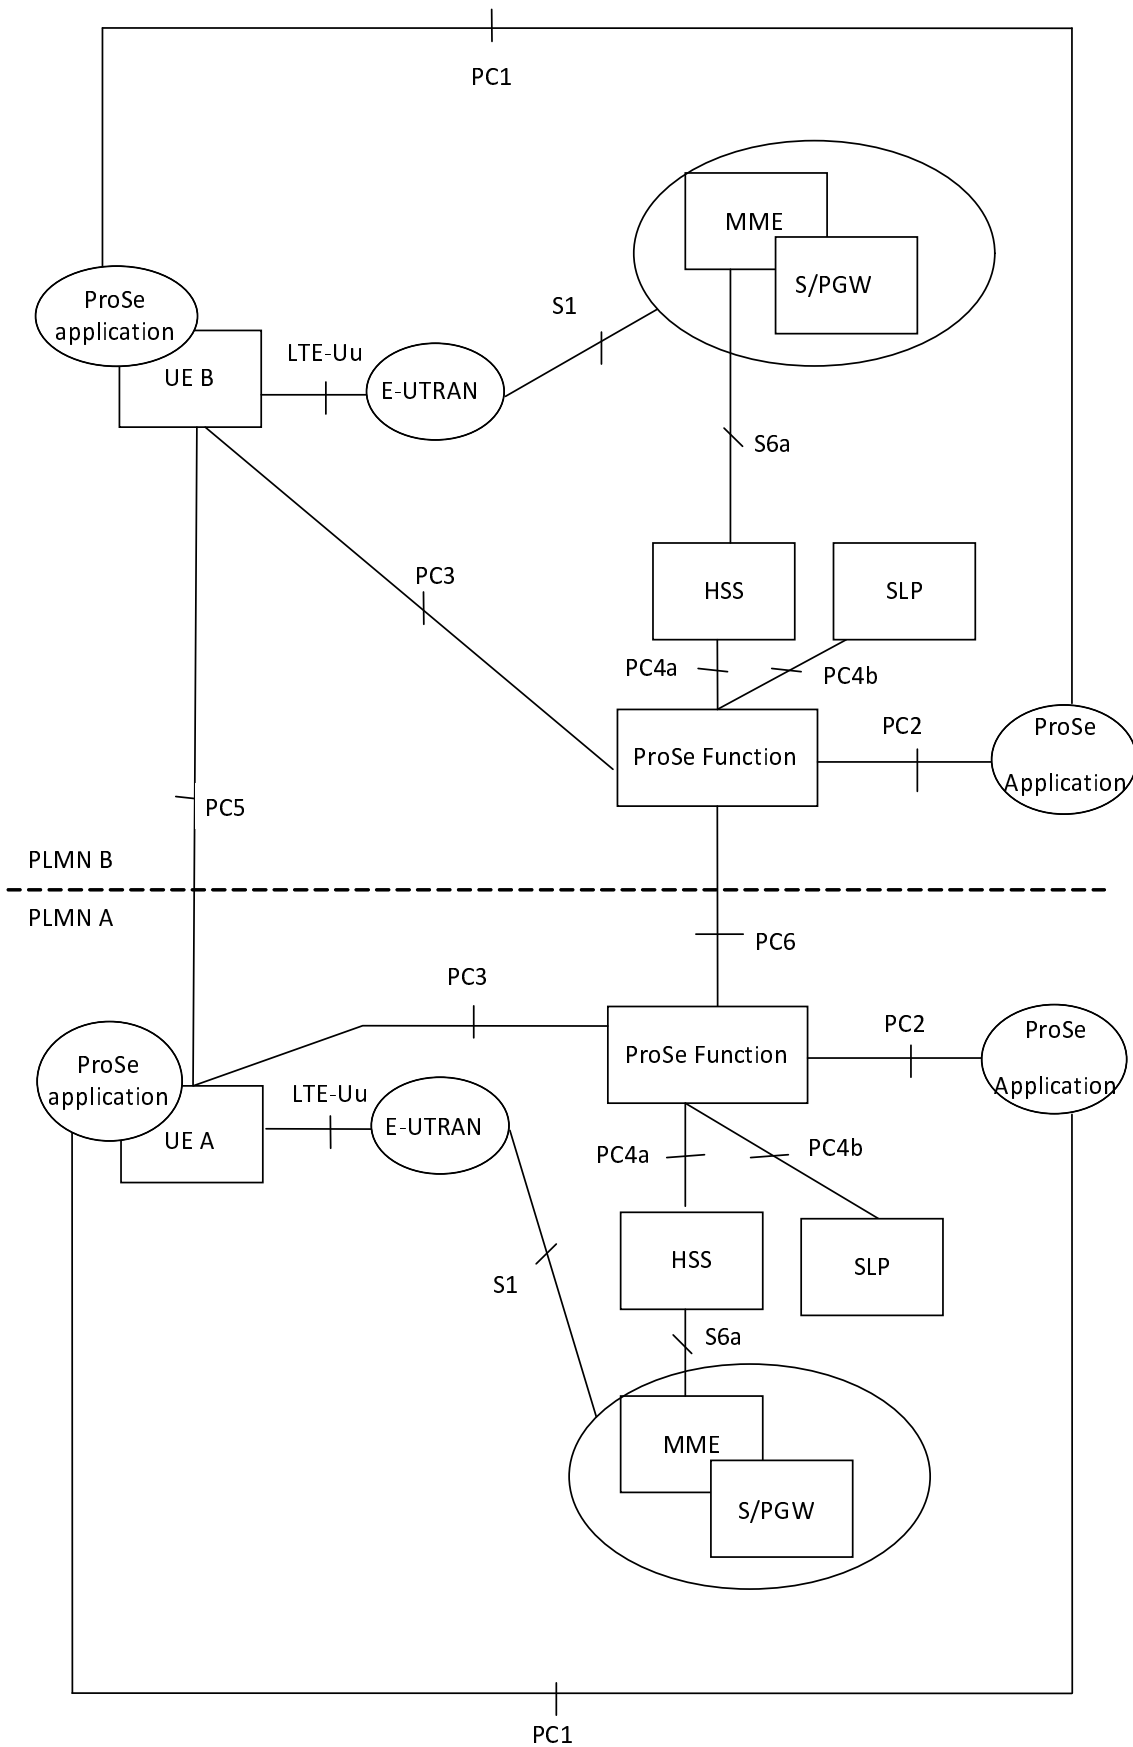 PC1
MME
S/PGW
ProSe
application
UE B
LTE-Uu
E-UTRAN
S1
S6a
PC3
HSS
SLP
PC4a
PC4b
ProSe Function
PC2
ProSe
Application
PC5
PLMN B
PLMN A
PC6
PC3
ProSe Function
PC2
ProSe
Application
ProSe
application
UE A
LTE-Uu
E-UTRAN
PC4a
PC4b
HSS
SLP
S1
S6a
MME
S/PGW
PC1